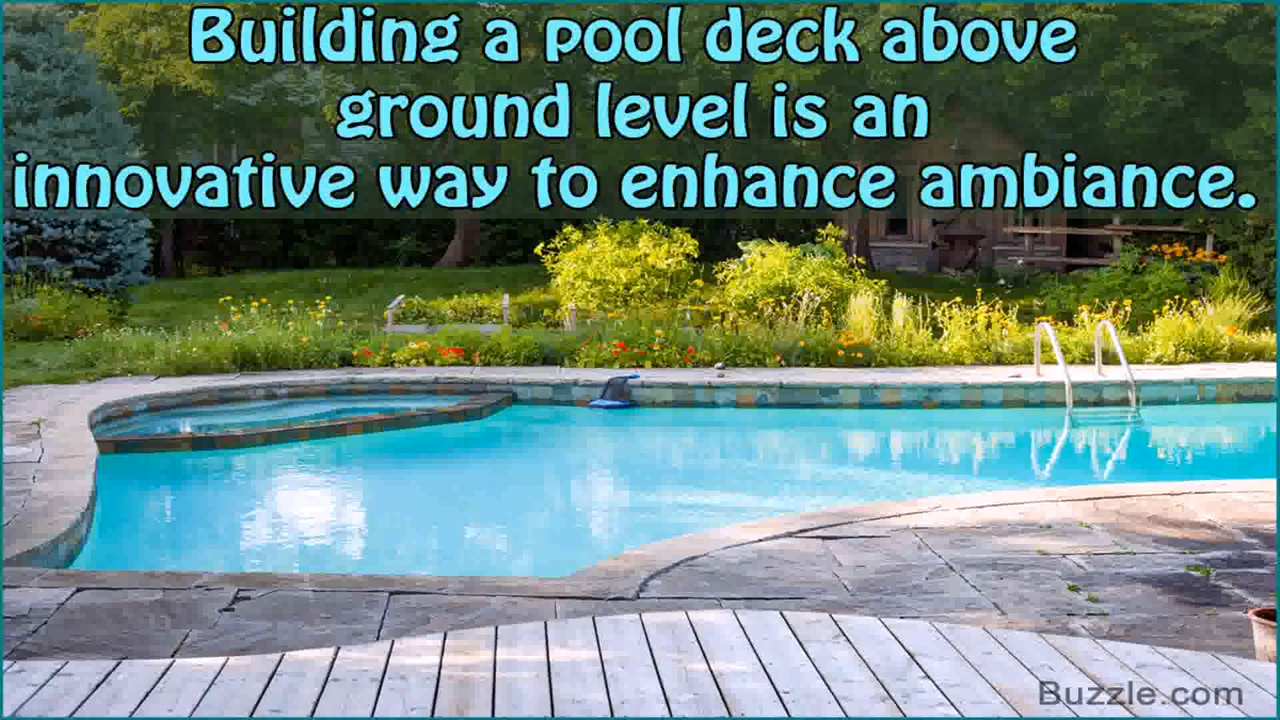 Building a pool deck above
ground level is an
innovative way to enhance ambiance.
Buzzle.com